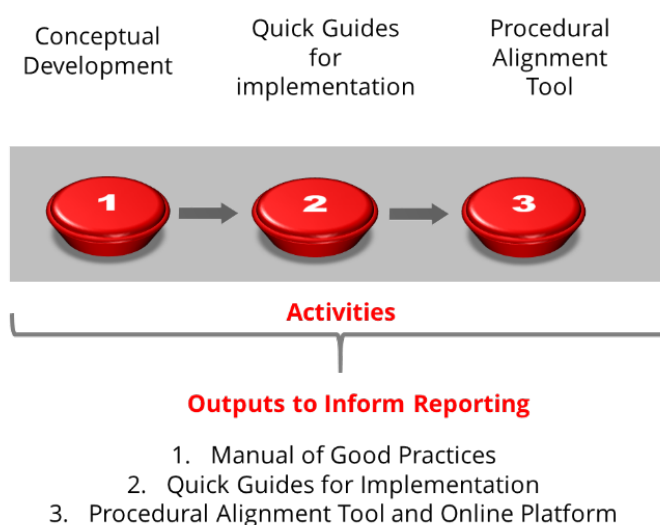 Conceptual
Development
Quick Guides
for
implementation
Procedural
Alignment
Tool
1
2
3
Activities
Outputs to Inform Reporting
1. Manual of Good Practices
2. Quick Guides for Implementation
3. Procedural Alignment Tool and Online Platform